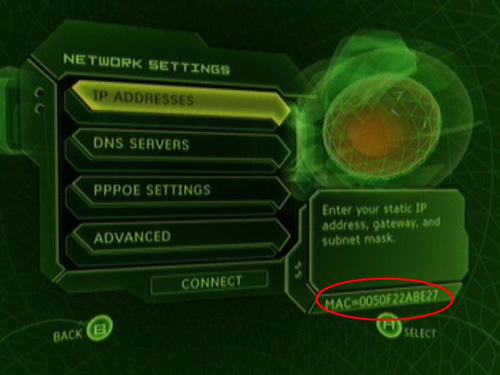 NETWORK SETTINGS
IP ADDRESSES
DNS SERVERS
PPPOE SETTINGS
ADVANCED
CONNECT
Enter your static IP
address, gateway, and
subnet mask.
MAC=0050F22ABE27
BACK B
A SELECT